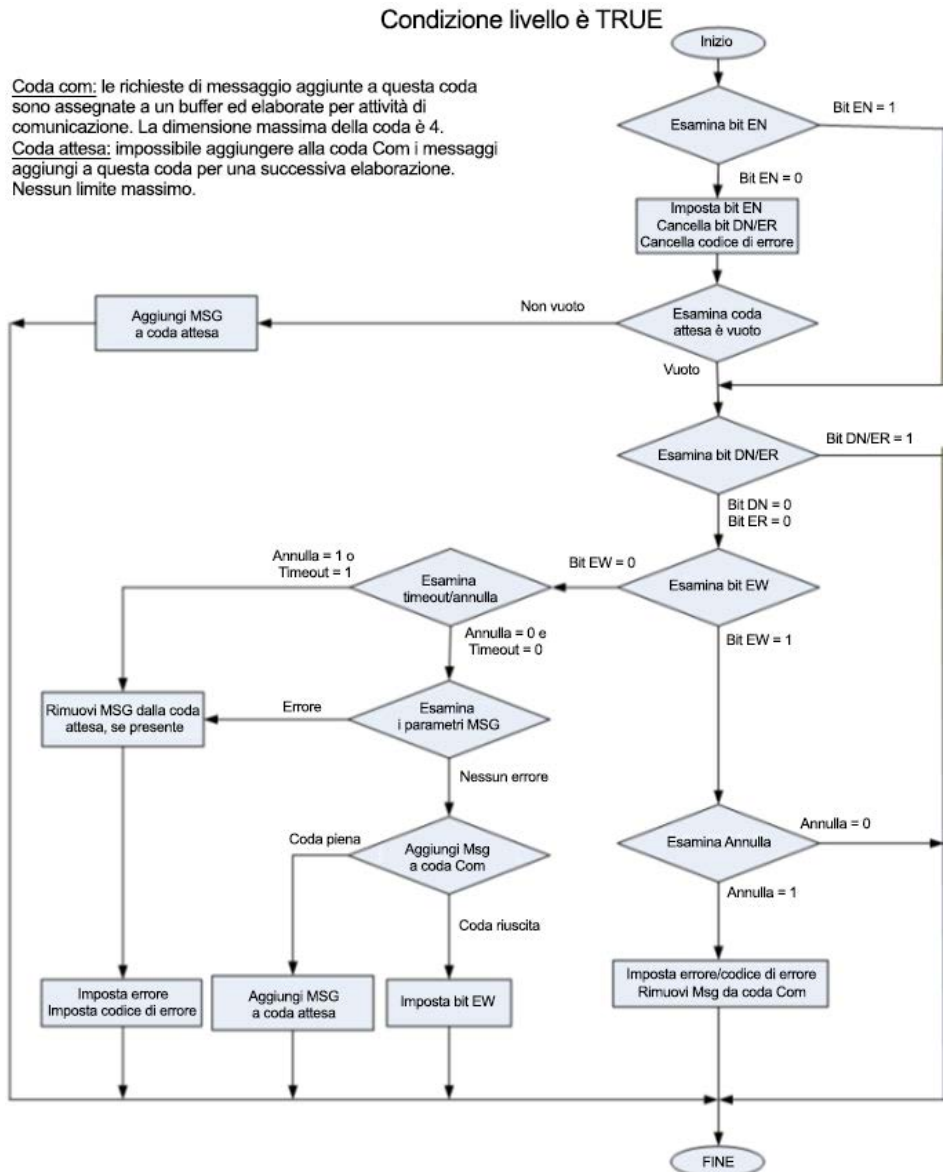 Condizione livello è TRUE
Coda com: le richieste di messaggio aggiunte a questa coda
sono assegnate a un buffer ed elaborate per attività di
comunicazione. La dimensione massima della coda è 4.
Coda attesa: impossibile aggiungere alla coda Com i messaggi
aggiungi a questa coda per una successiva elaborazione.
Nessun limite massimo.
Inizio
Esamina bit EN
Bit EN = 1
Bit EN = 0
Imposta bit EN
Cancella bit DN/ER
Cancella codice di errore
Esamina coda
attesa è vuoto
Non vuoto
Aggiungi MSG
a coda attesa
Vuoto
Esamina bit DN/ER
Bit DN/ER = 1
Bit DN = 0
Bit ER = 0
Esamina bit EW
Bit EW = 0
Esamina
timeout/annulla
Annulla = 1 o
Timeout = 1
Annulla = 0 e
Timeout = 0
Bit EW = 1
Rimuovi MSG dalla coda
attesa, se presente
Errore
Esamina
i parametri MSG
Nessun errore
Coda piena
Aggiungi Msg
a coda Com
Esamina Annulla
Annulla = 0
Annulla = 1
Coda riuscita
Imposta errore
Imposta codice di errore
Aggiungi MSG
a coda attesa
Imposta bit EW
Imposta errore/codice di errore
Rimuovi Msg da coda Com
FINE